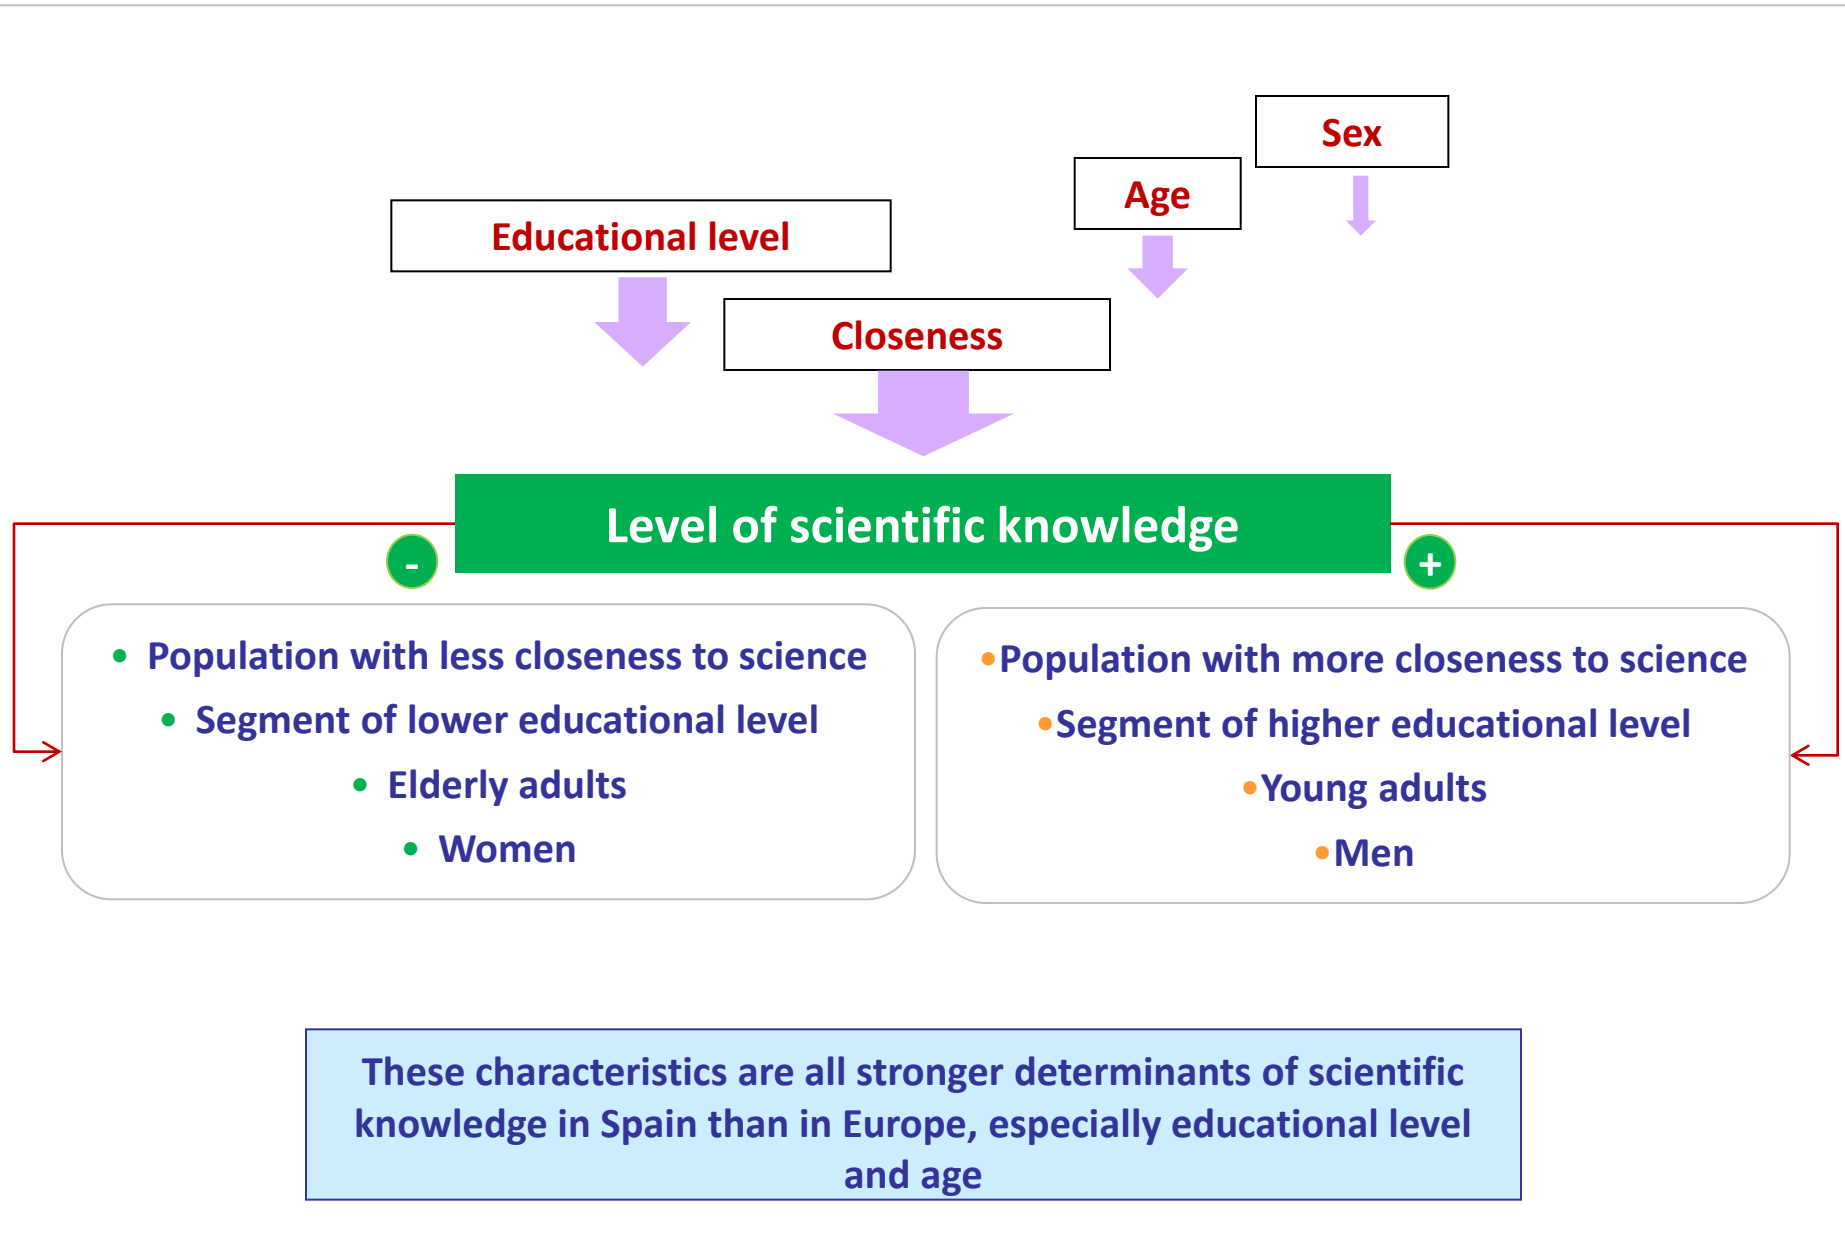 Sex
Age
Educational level
Closeness
Level of scientific knowledge
-
+
• Population with less closeness to science
• Segment of lower educational level
• Elderly adults
• Women
•Population with more closeness to science
•Segment of higher educational level
•Young adults
•Men
These characteristics are all stronger determinants of scientific
knowledge in Spain than in Europe, especially educational level
and age